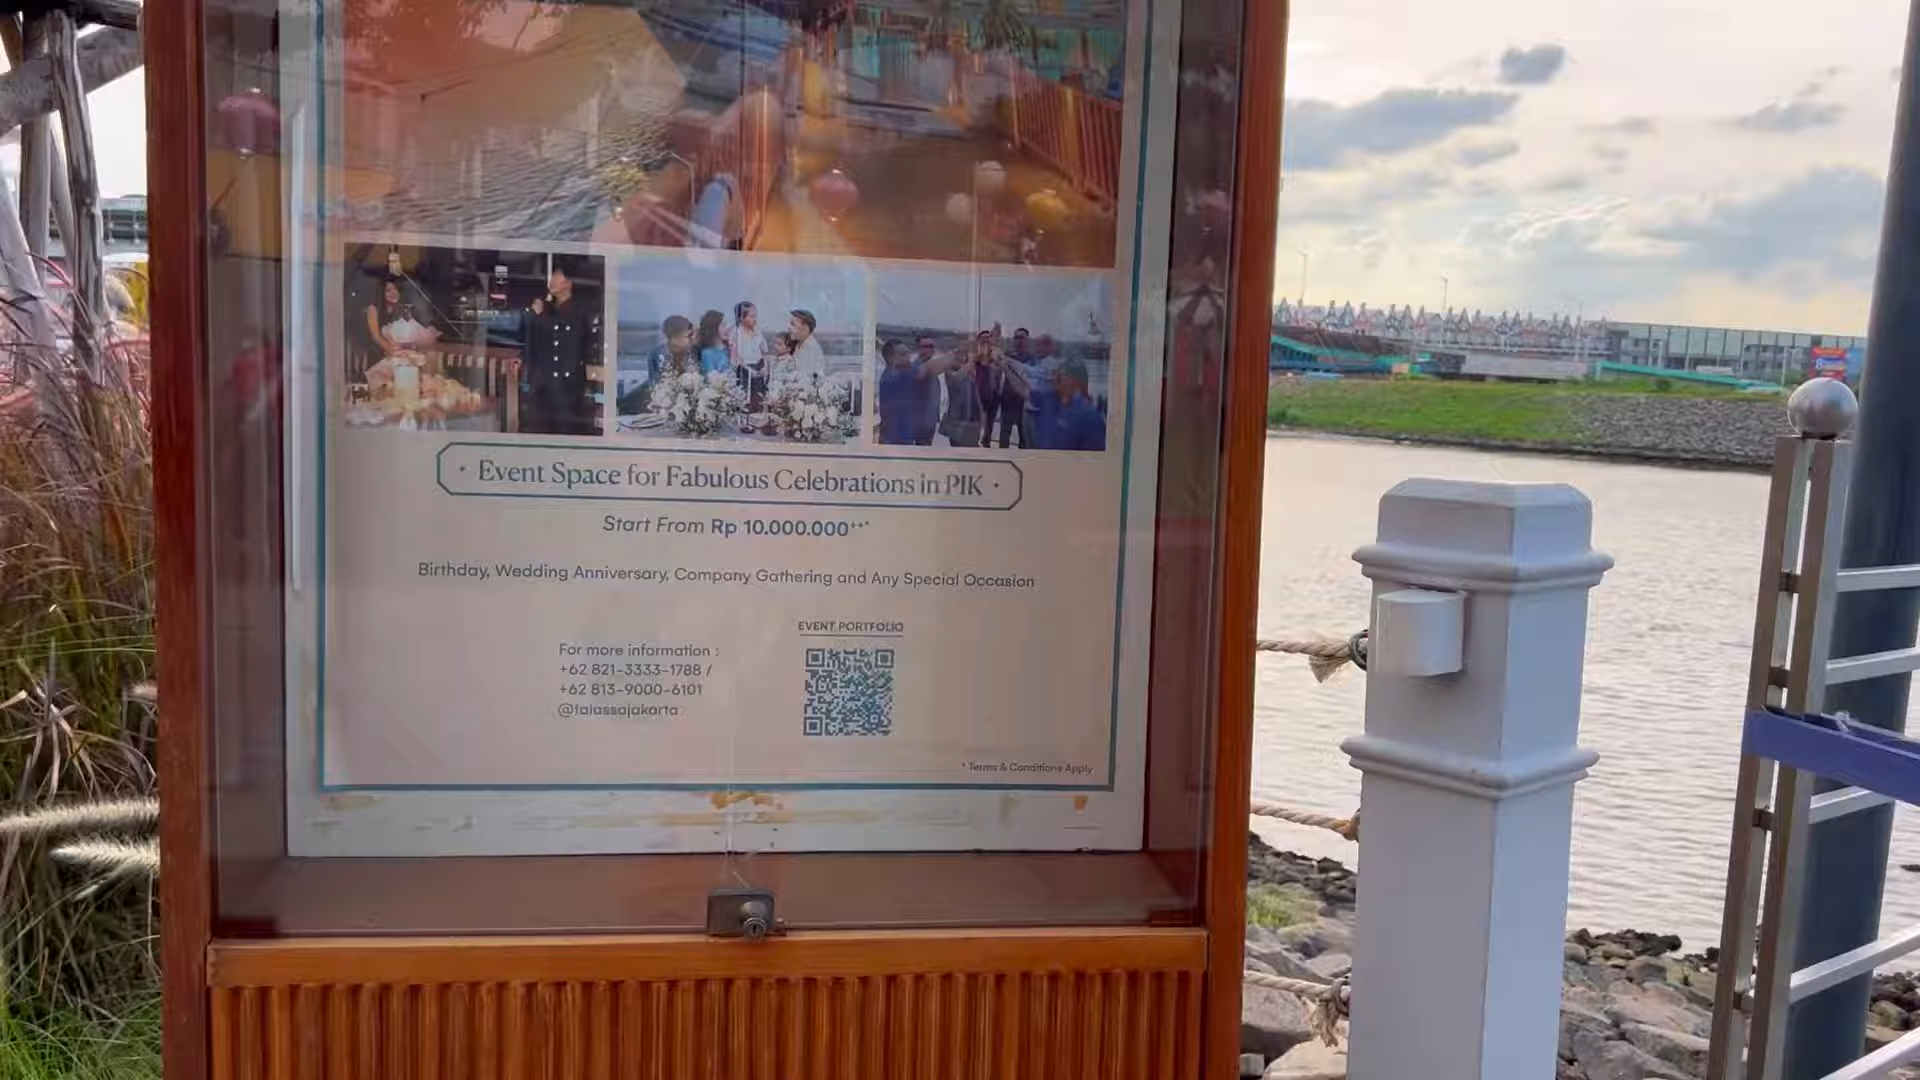 Event Space for Fabulous Celebrations in PIK
Start From Rp 10.000.000++*
Birthday, Wedding Anniversary, Company Gathering and Any Special Occasion
EVENT PORTFOLIO
For more information :
+62 821-3333-1788 /
+62 813-9000-6101
@talassajakarta
* Terms & Conditions Apply